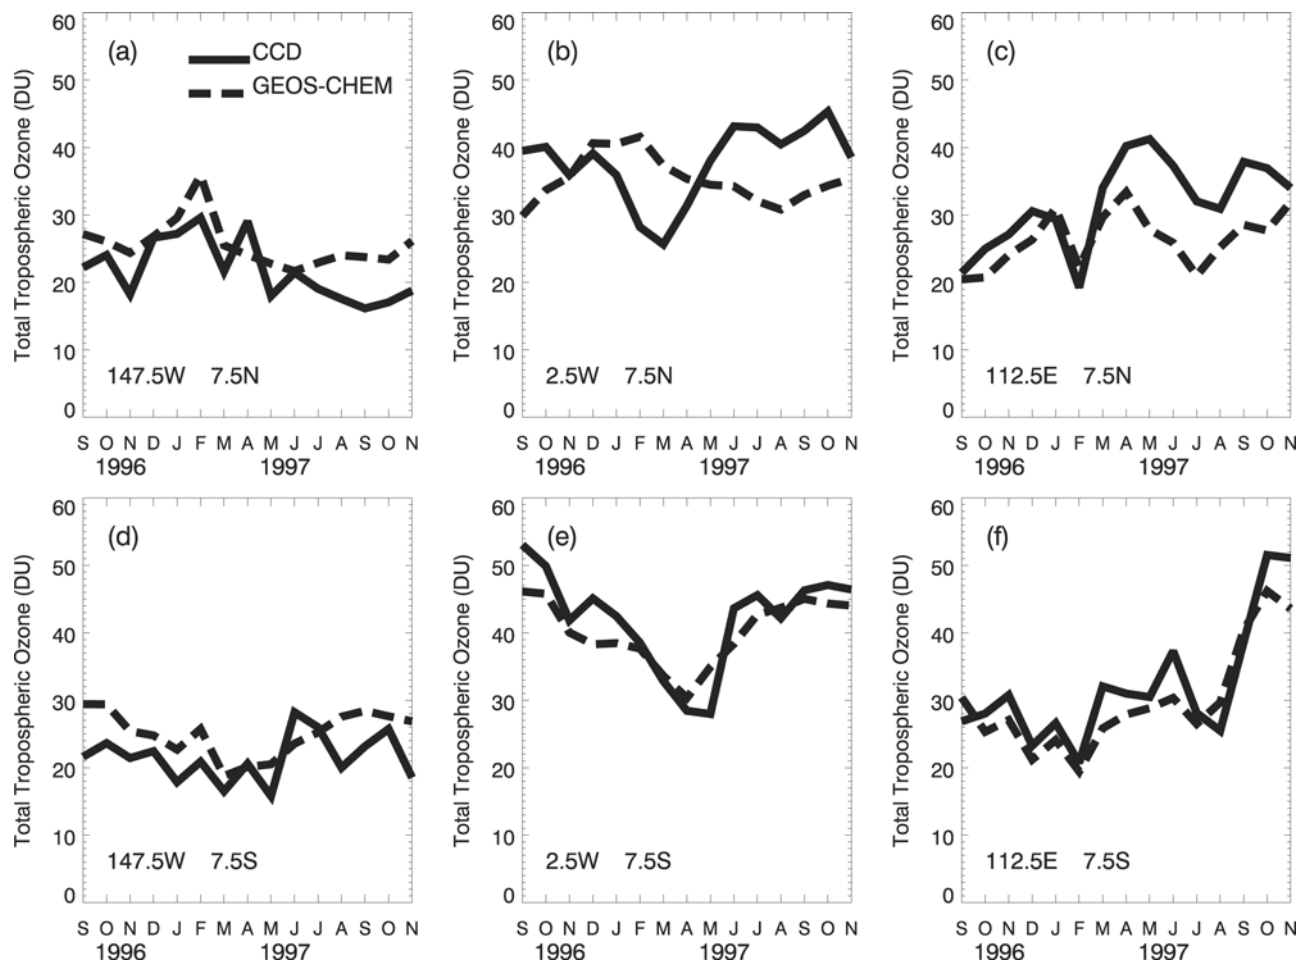 (a)
CCD
GEOS-CHEM
Total Tropospheric Ozone (DU)
60
50
40
30
20
10
0
147.5W 7.5N
S O N D J F M A M J J A S O N
1996 1997
(b)
Total Tropospheric Ozone (DU)
60
50
40
30
20
10
0
2.5W 7.5N
S O N D J F M A M J J A S O N
1996 1997
(c)
Total Tropospheric Ozone (DU)
60
50
40
30
20
10
0
112.5E 7.5N
S O N D J F M A M J J A S O N
1996 1997
(d)
Total Tropospheric Ozone (DU)
60
50
40
30
20
10
0
147.5W 7.5S
S O N D J F M A M J J A S O N
1996 1997
(e)
Total Tropospheric Ozone (DU)
60
50
40
30
20
10
0
2.5W 7.5S
S O N D J F M A M J J A S O N
1996 1997
(f)
Total Tropospheric Ozone (DU)
60
50
40
30
20
10
0
112.5E 7.5S
S O N D J F M A M J J A S O N
1996 1997